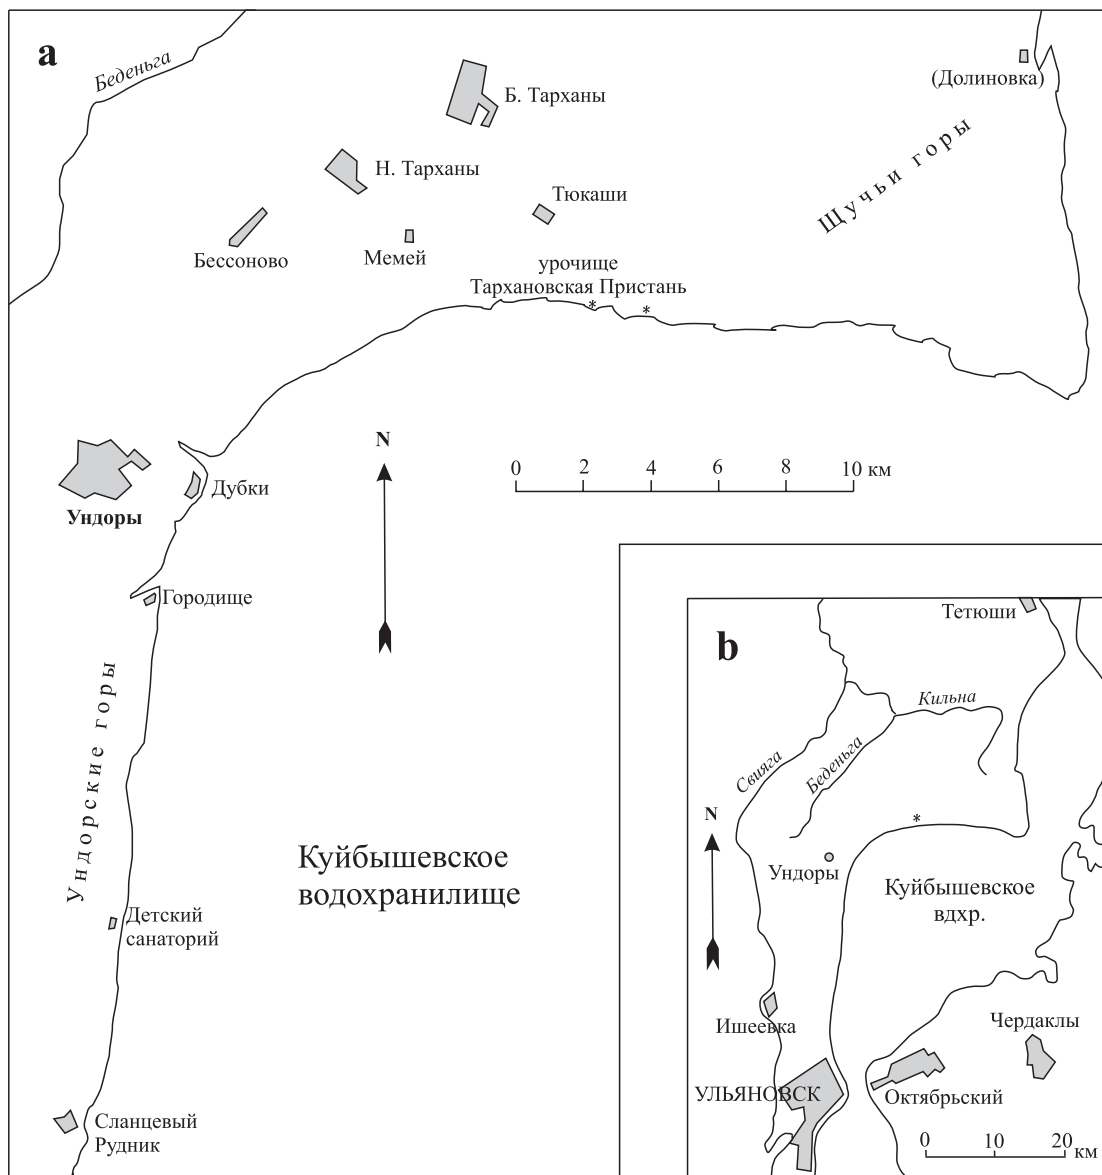 a
Беденьга
(Долиновка)
Б. Тарханы
Щучьи горы
Н. Тарханы
Тюкаши
Бессоново
Мемей
урочище
Тархановская Пристань
* *
N
0 2 4 6 8 10 км
Ундоры
Дубки
Городище
Ундорские горы
Куйбышевское
водохранилище
Детский
санаторий
Сланцевый
Рудник
b
Тетюши
Кильна
Свияга
Беденьга
N
*
Ундоры
Куйбышевское
вдхр.
Ишеевка
Чердаклы
УЛЬЯНОВСК
Октябрьский
0 10 20 км